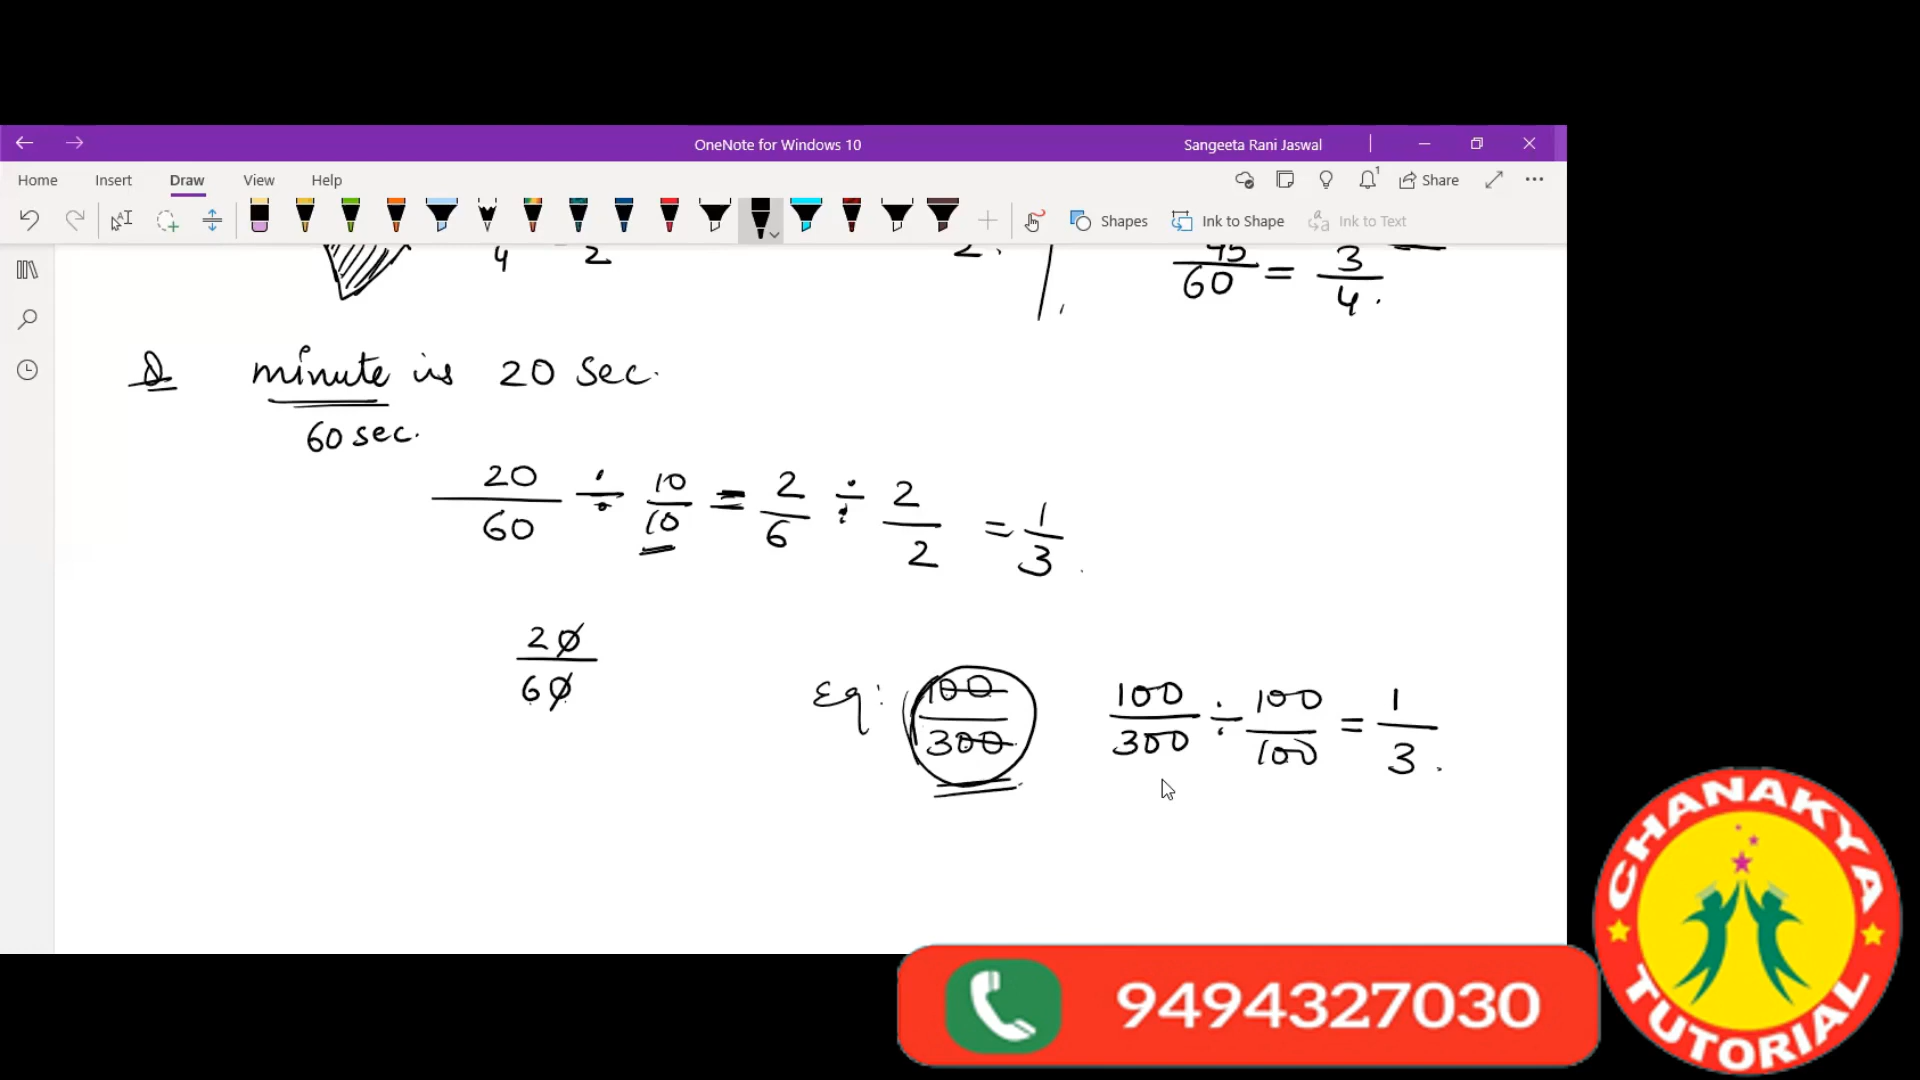 OneNote for Windows 10
Sangeeta Rani Jaswal
Home Insert Draw View Help
Share
Shapes Ink to Shape Ink to Text
4 2 2. 45/60 = 3/4.
Q minute is 20 Sec.
60 sec.
20/60 ÷ 10/10 = 2/6 ÷ 2/2 = 1/3.
20/60
Eg: 100/300 100/300 ÷ 100/100 = 1/3.
CHANAKYA
TUTORIAL
9494327030